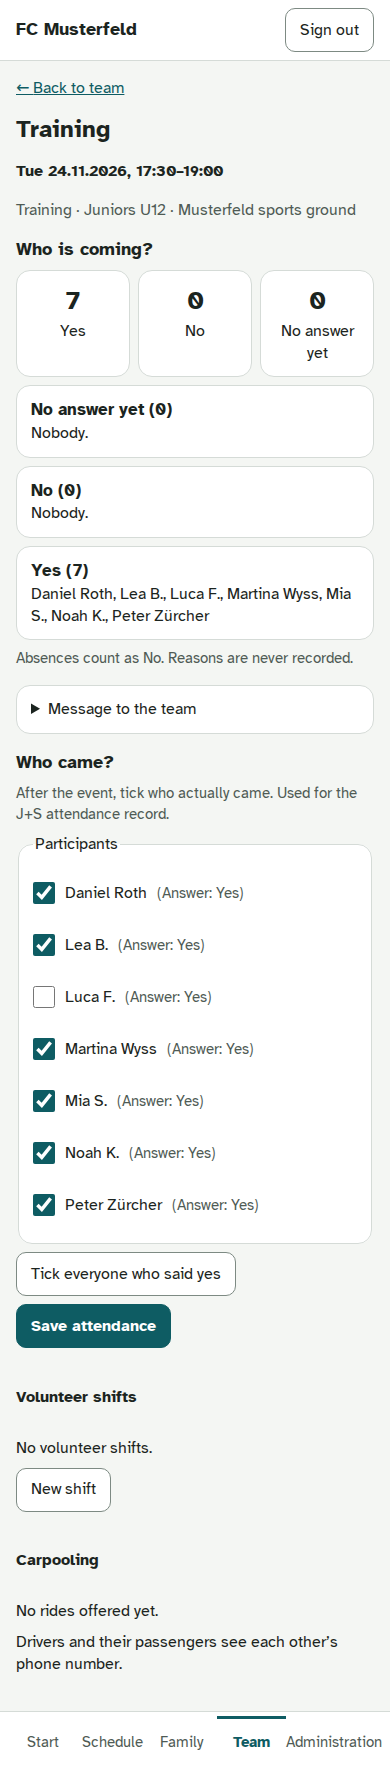 FC Musterfeld
Sign out
← Back to team
Training
Tue 24.11.2026, 17:30–19:00
Training · Juniors U12 · Musterfeld sports ground
Who is coming?
7
Yes
0
No
0
No answer
yet
No answer yet (0)
Nobody.
No (0)
Nobody.
Yes (7)
Daniel Roth, Lea B., Luca F., Martina Wyss, Mia
S., Noah K., Peter Zürcher
Absences count as No. Reasons are never recorded.
Message to the team
Who came?
After the event, tick who actually came. Used for the
J+S attendance record.
Participants
Daniel Roth (Answer: Yes)
Lea B. (Answer: Yes)
Luca F. (Answer: Yes)
Martina Wyss (Answer: Yes)
Mia S. (Answer: Yes)
Noah K. (Answer: Yes)
Peter Zürcher (Answer: Yes)
Tick everyone who said yes
Save attendance
Volunteer shifts
No volunteer shifts.
New shift
Carpooling
No rides offered yet.
Drivers and their passengers see each other’s
phone number.
Start Schedule Family Team Administration